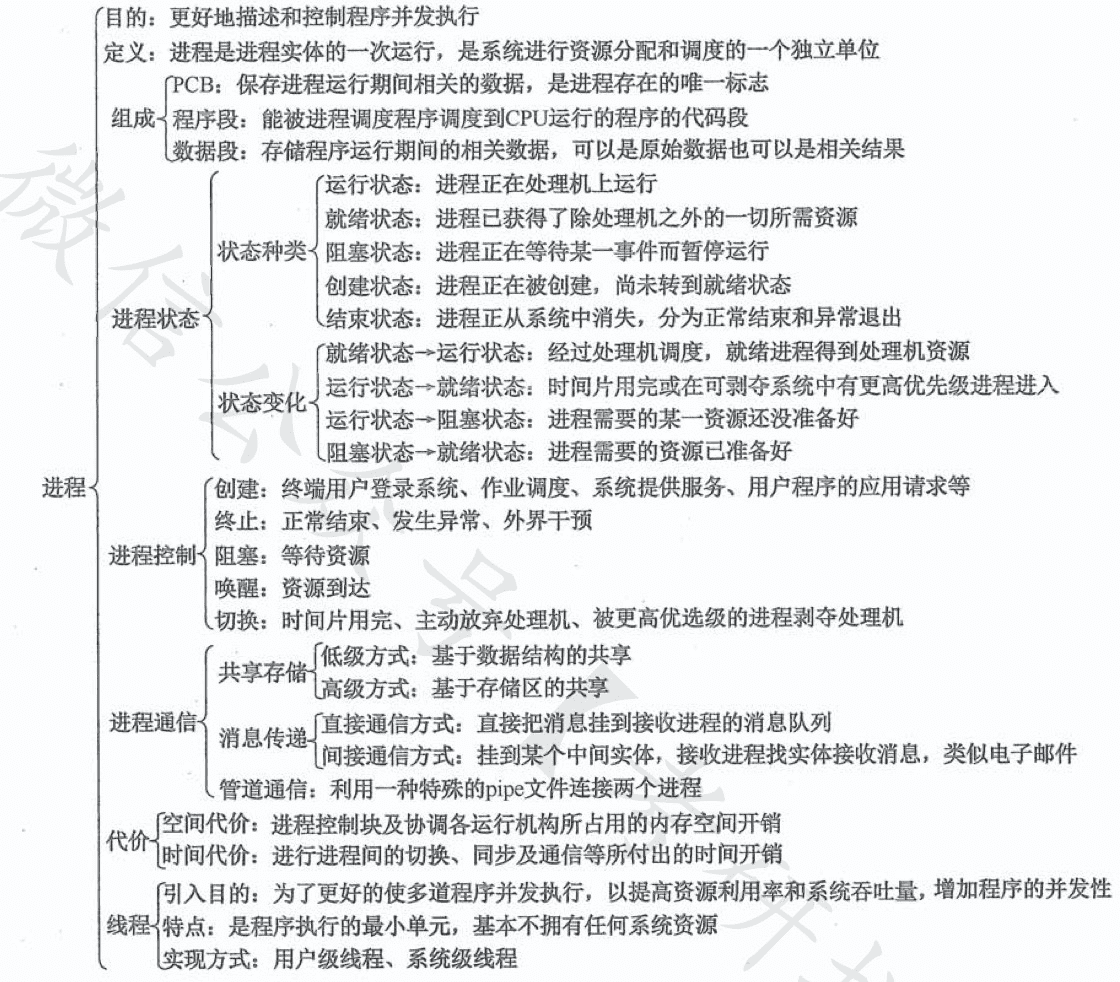 目的：更好地描述和控制程序并发执行
定义：进程是进程实体的一次运行，是系统进行资源分配和调度的一个独立单位
PCB：保存进程运行期间相关的数据，是进程存在的唯一标志
组成
程序段：能被进程调度程序调度到CPU运行的程序的代码段
数据段：存储程序运行期间的相关数据，可以是原始数据也可以是相关结果
运行状态：进程正在处理机上运行
就绪状态：进程已获得了除处理机之外的一切所需资源
状态种类
阻塞状态：进程正在等待某一事件而暂停运行
创建状态：进程正在被创建，尚未转到就绪状态
进程状态
结束状态：进程正从系统中消失，分为正常结束和异常退出
就绪状态→运行状态：经过处理机调度，就绪进程得到处理机资源
运行状态→就绪状态：时间片用完或在可剥夺系统中有更高优先级进程进入
状态变化
运行状态→阻塞状态：进程需要的某一资源还没准备好
阻塞状态→就绪状态：进程需要的资源已准备好
进程
创建：终端用户登录系统、作业调度、系统提供服务、用户程序的应用请求等
终止：正常结束、发生异常、外界干预
进程控制
阻塞：等待资源
唤醒：资源到达
切换：时间片用完、主动放弃处理机、被更高优选级的进程剥夺处理机
共享存储
低级方式：基于数据结构的共享
高级方式：基于存储区的共享
进程通信
消息传递
直接通信方式：直接把消息挂到接收进程的消息队列
间接通信方式：挂到某个中间实体，接收进程找实体接收消息，类似电子邮件
管道通信：利用一种特殊的pipe文件连接两个进程
代价
空间代价：进程控制块及协调各运行机构所占用的内存空间开销
时间代价：进行进程间的切换、同步及通信等所付出的时间开销
引入目的：为了更好的使多道程序并发执行，以提高资源利用率和系统吞吐量，增加程序的并发性
线程
特点：是程序执行的最小单元，基本不拥有任何系统资源
实现方式：用户级线程、系统级线程
微信公众号【考研